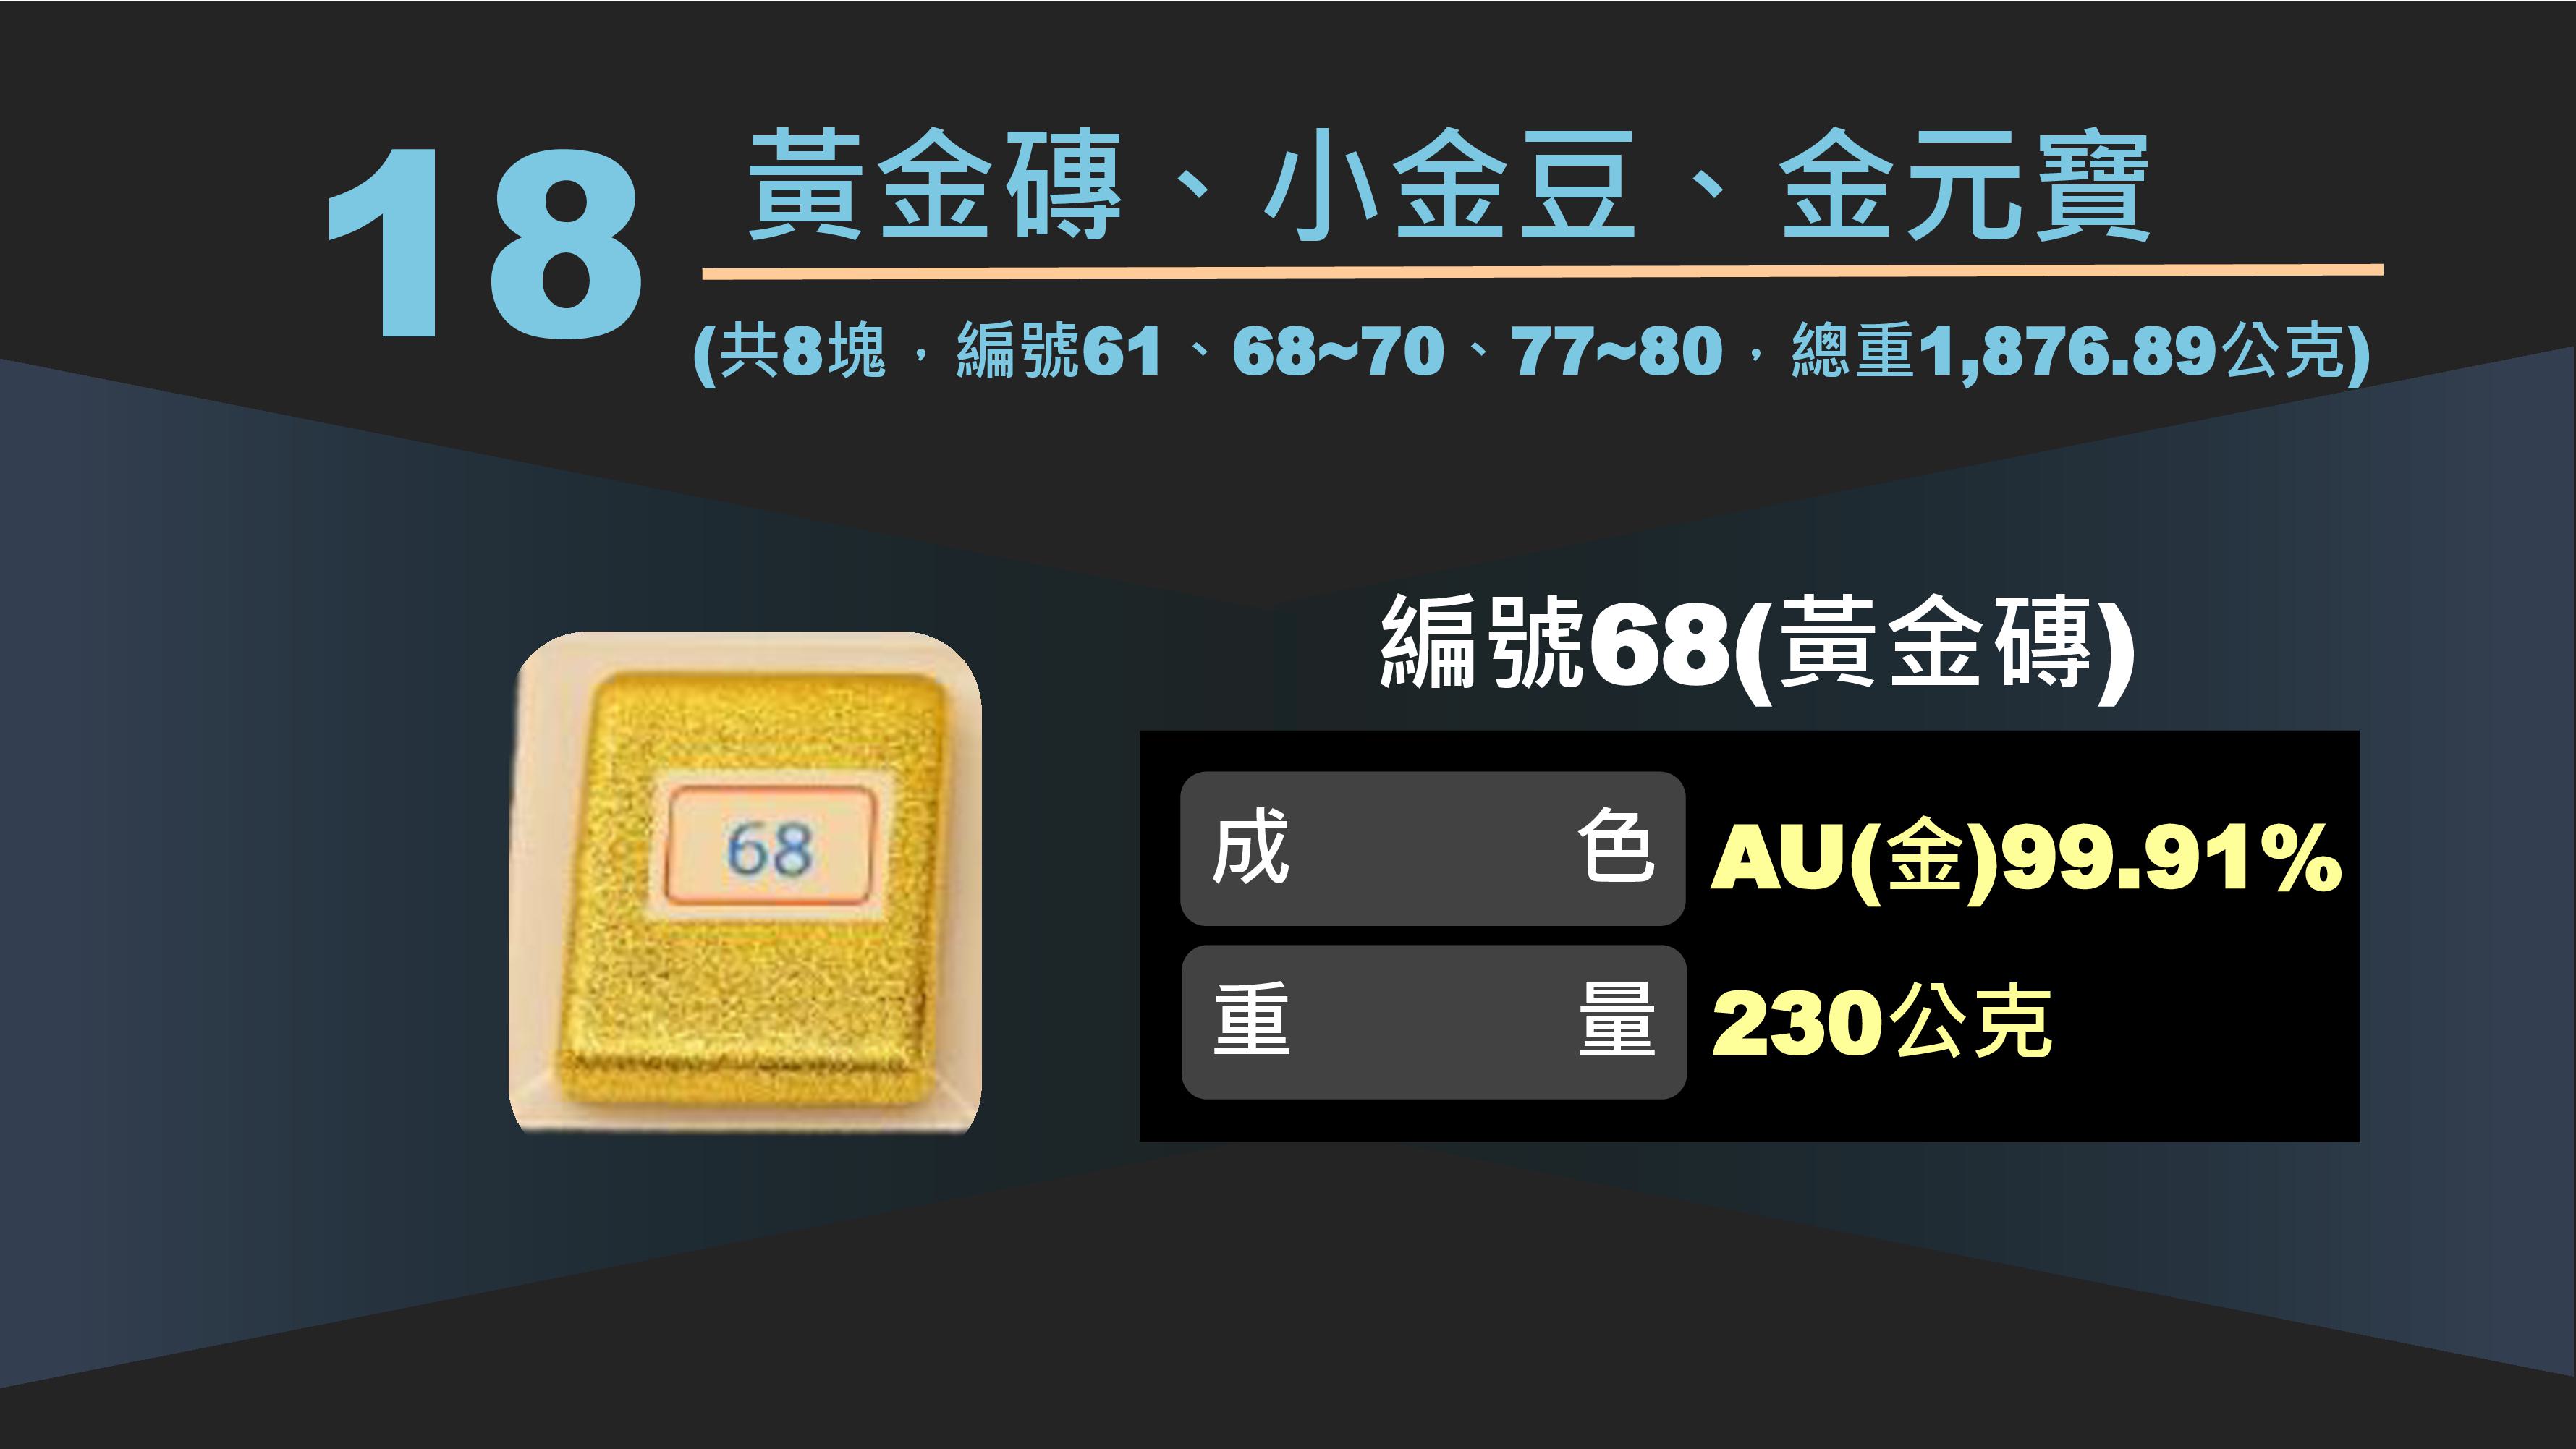 18
黃金磚、小金豆、金元寶
(共8塊，編號61、68~70、77~80，總重1,876.89公克)
編號68(黃金磚)
68
成色 AU(金)99.91%
重量 230公克